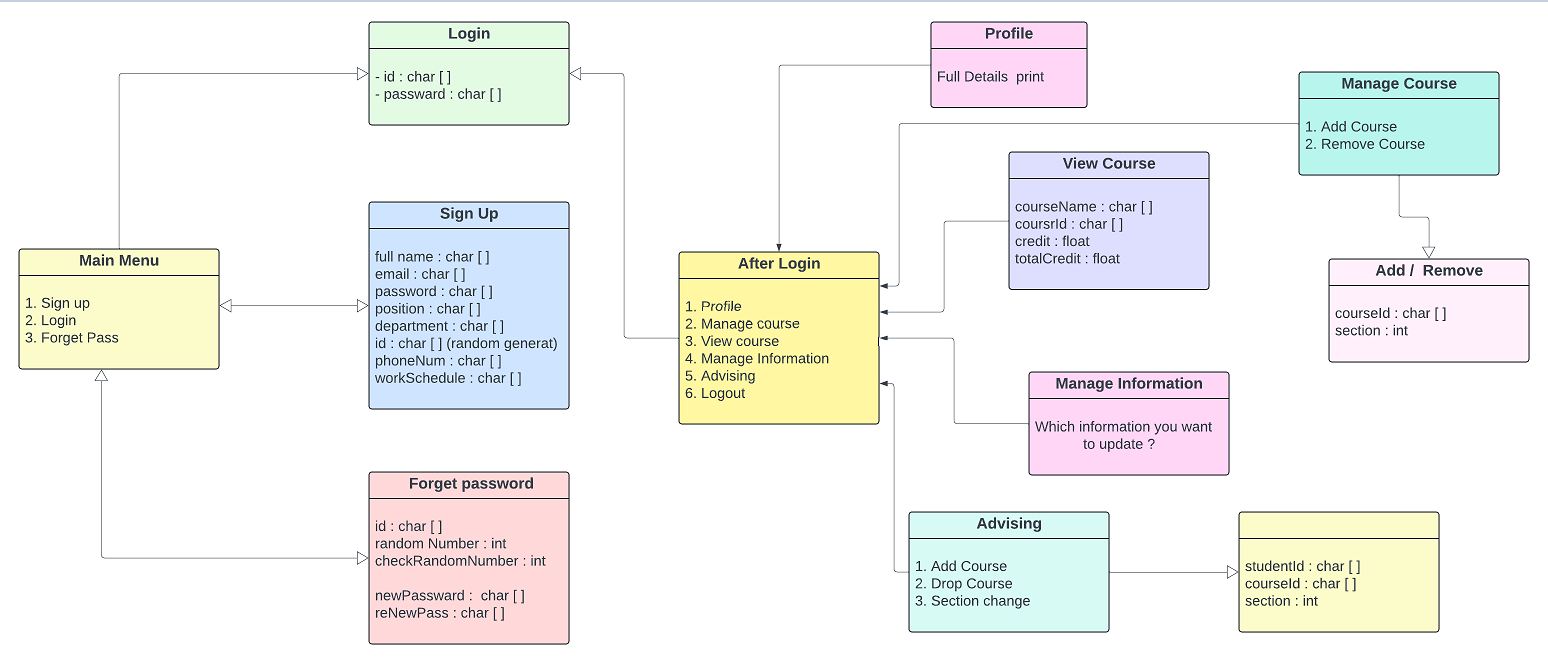 Login
- id : char [ ]
- passward : char [ ]
Profile
Full Details  print
Manage Course
1. Add Course
2. Remove Course
View Course
courseName : char [ ]
coursrId : char [ ]
credit : float
totalCredit : float
Sign Up
full name : char [ ]
email : char [ ]
password : char [ ]
position : char [ ]
department : char [ ]
id : char [ ] (random generat)
phoneNum : char [ ]
workSchedule : char [ ]
Main Menu
1. Sign up
2. Login
3. Forget Pass
After Login
1. Profile
2. Manage course
3. View course
4. Manage Information
5. Advising
6. Logout
Add /  Remove
courseId : char [ ]
section : int
Manage Information
Which information you want
to update ?
Forget password
id : char [ ]
random Number : int
checkRandomNumber : int
newPassward :  char [ ]
reNewPass : char [ ]
Advising
1. Add Course
2. Drop Course
3. Section change
studentId : char [ ]
courseId : char [ ]
section : int